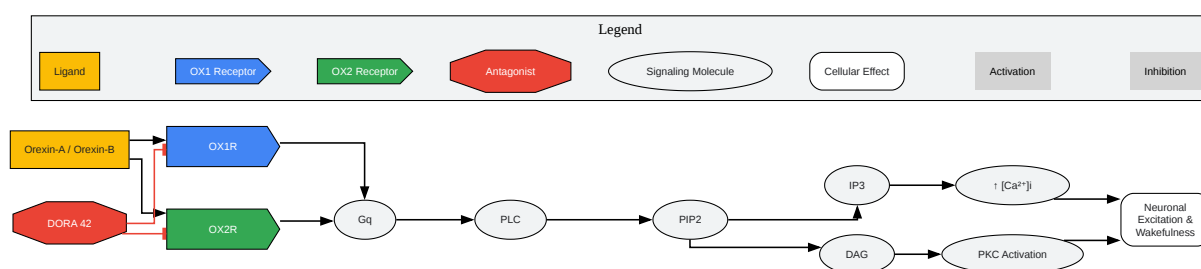 Legend
Ligand
OX1 Receptor
OX2 Receptor
Antagonist
Signaling Molecule
Cellular Effect
Activation
Inhibition
Orexin-A / Orexin-B
OX1R
DORA 42
OX2R
Gq
PLC
PIP2
IP3
↑ [Ca²⁺]i
DAG
PKC Activation
Neuronal
Excitation &
Wakefulness